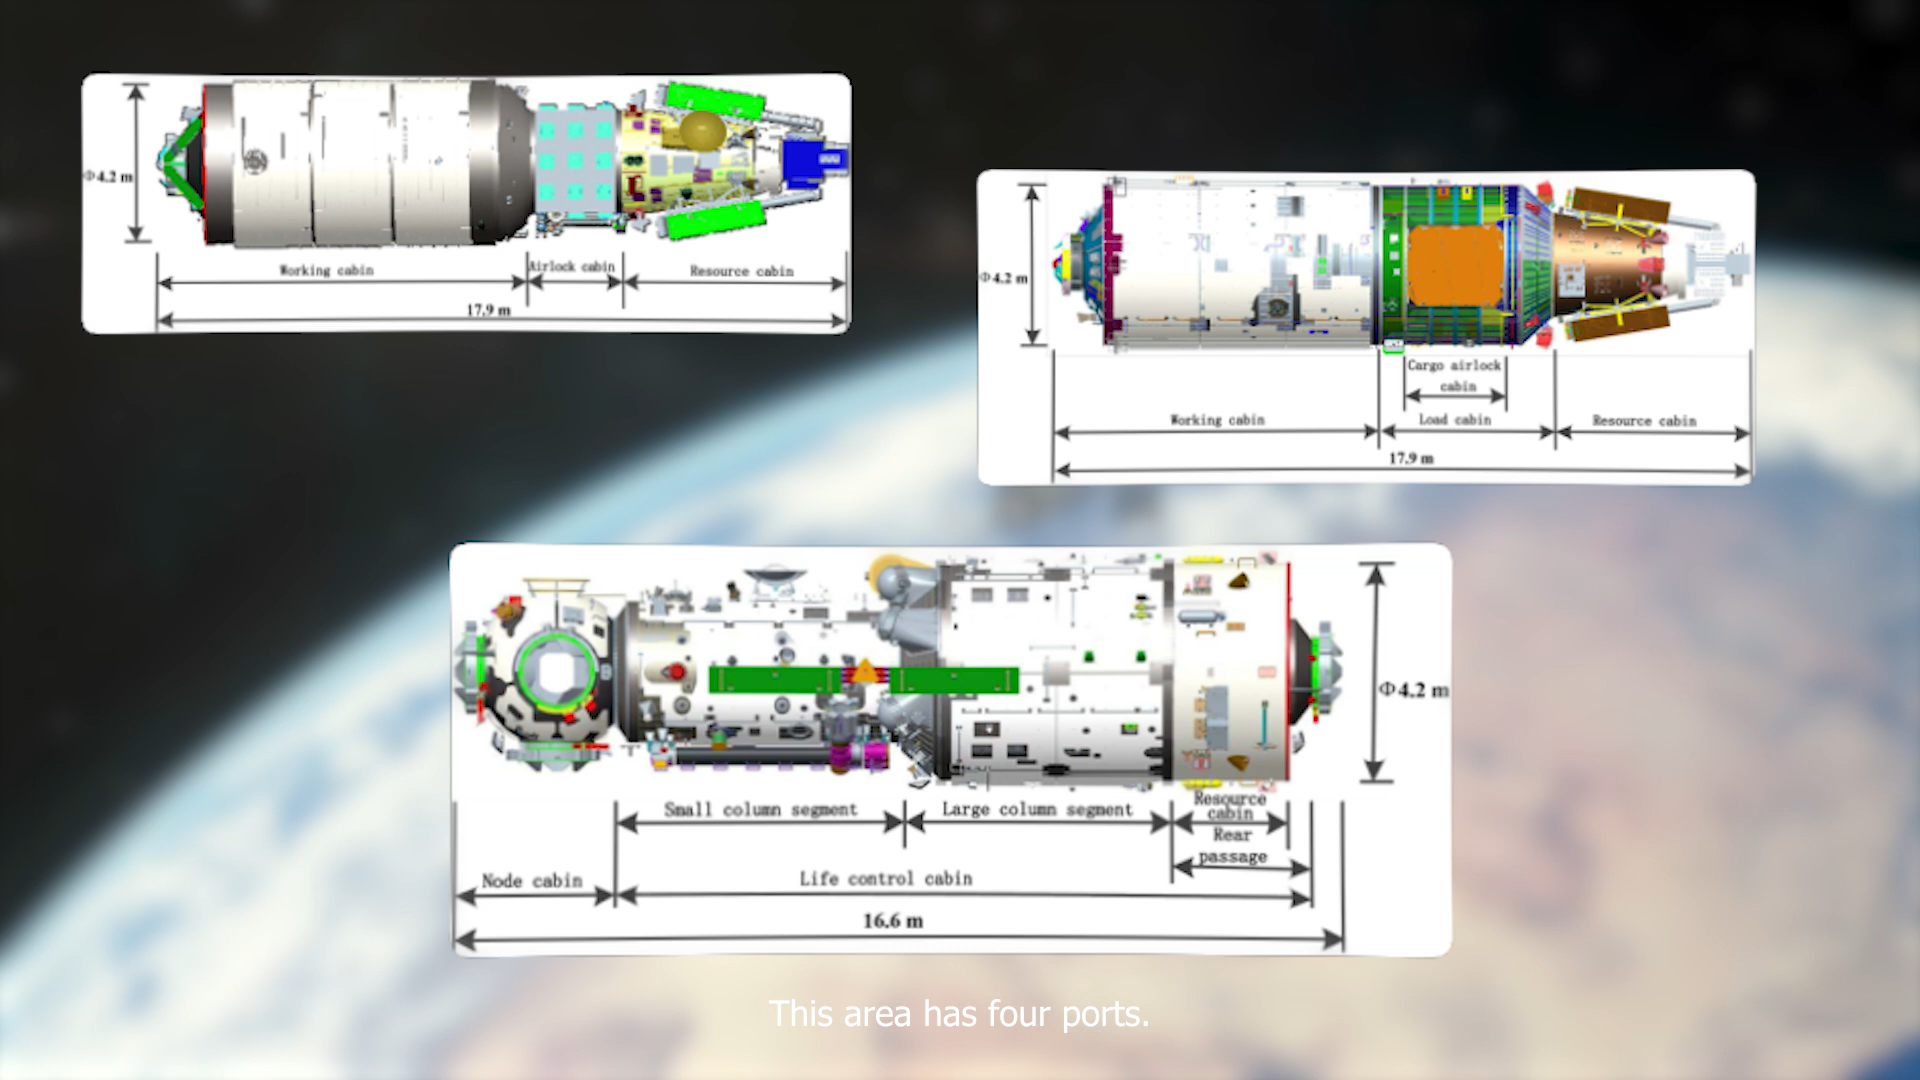 Φ4.2 m
Working cabin
Airlock cabin
Resource cabin
17.9 m
Φ4.2 m
Cargo airlock
cabin
Working cabin
Load cabin
Resource cabin
17.9 m
Φ4.2 m
Small column segment
Large column segment
Resource
cabin
Rear
passage
Node cabin
Life control cabin
16.6 m
This area has four ports.